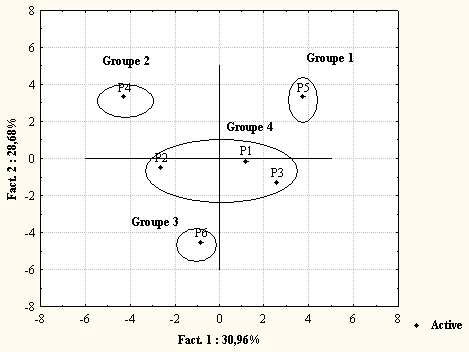 8
6
4
2
0
-2
-4
-6
-8
Fact. 2 : 28,68%
Groupe 2
Groupe 1
P4
P5
Groupe 4
P2
P1
P3
Groupe 3
P6
-8 -6 -4 -2 0 2 4 6 8
Active
Fact. 1 : 30,96%